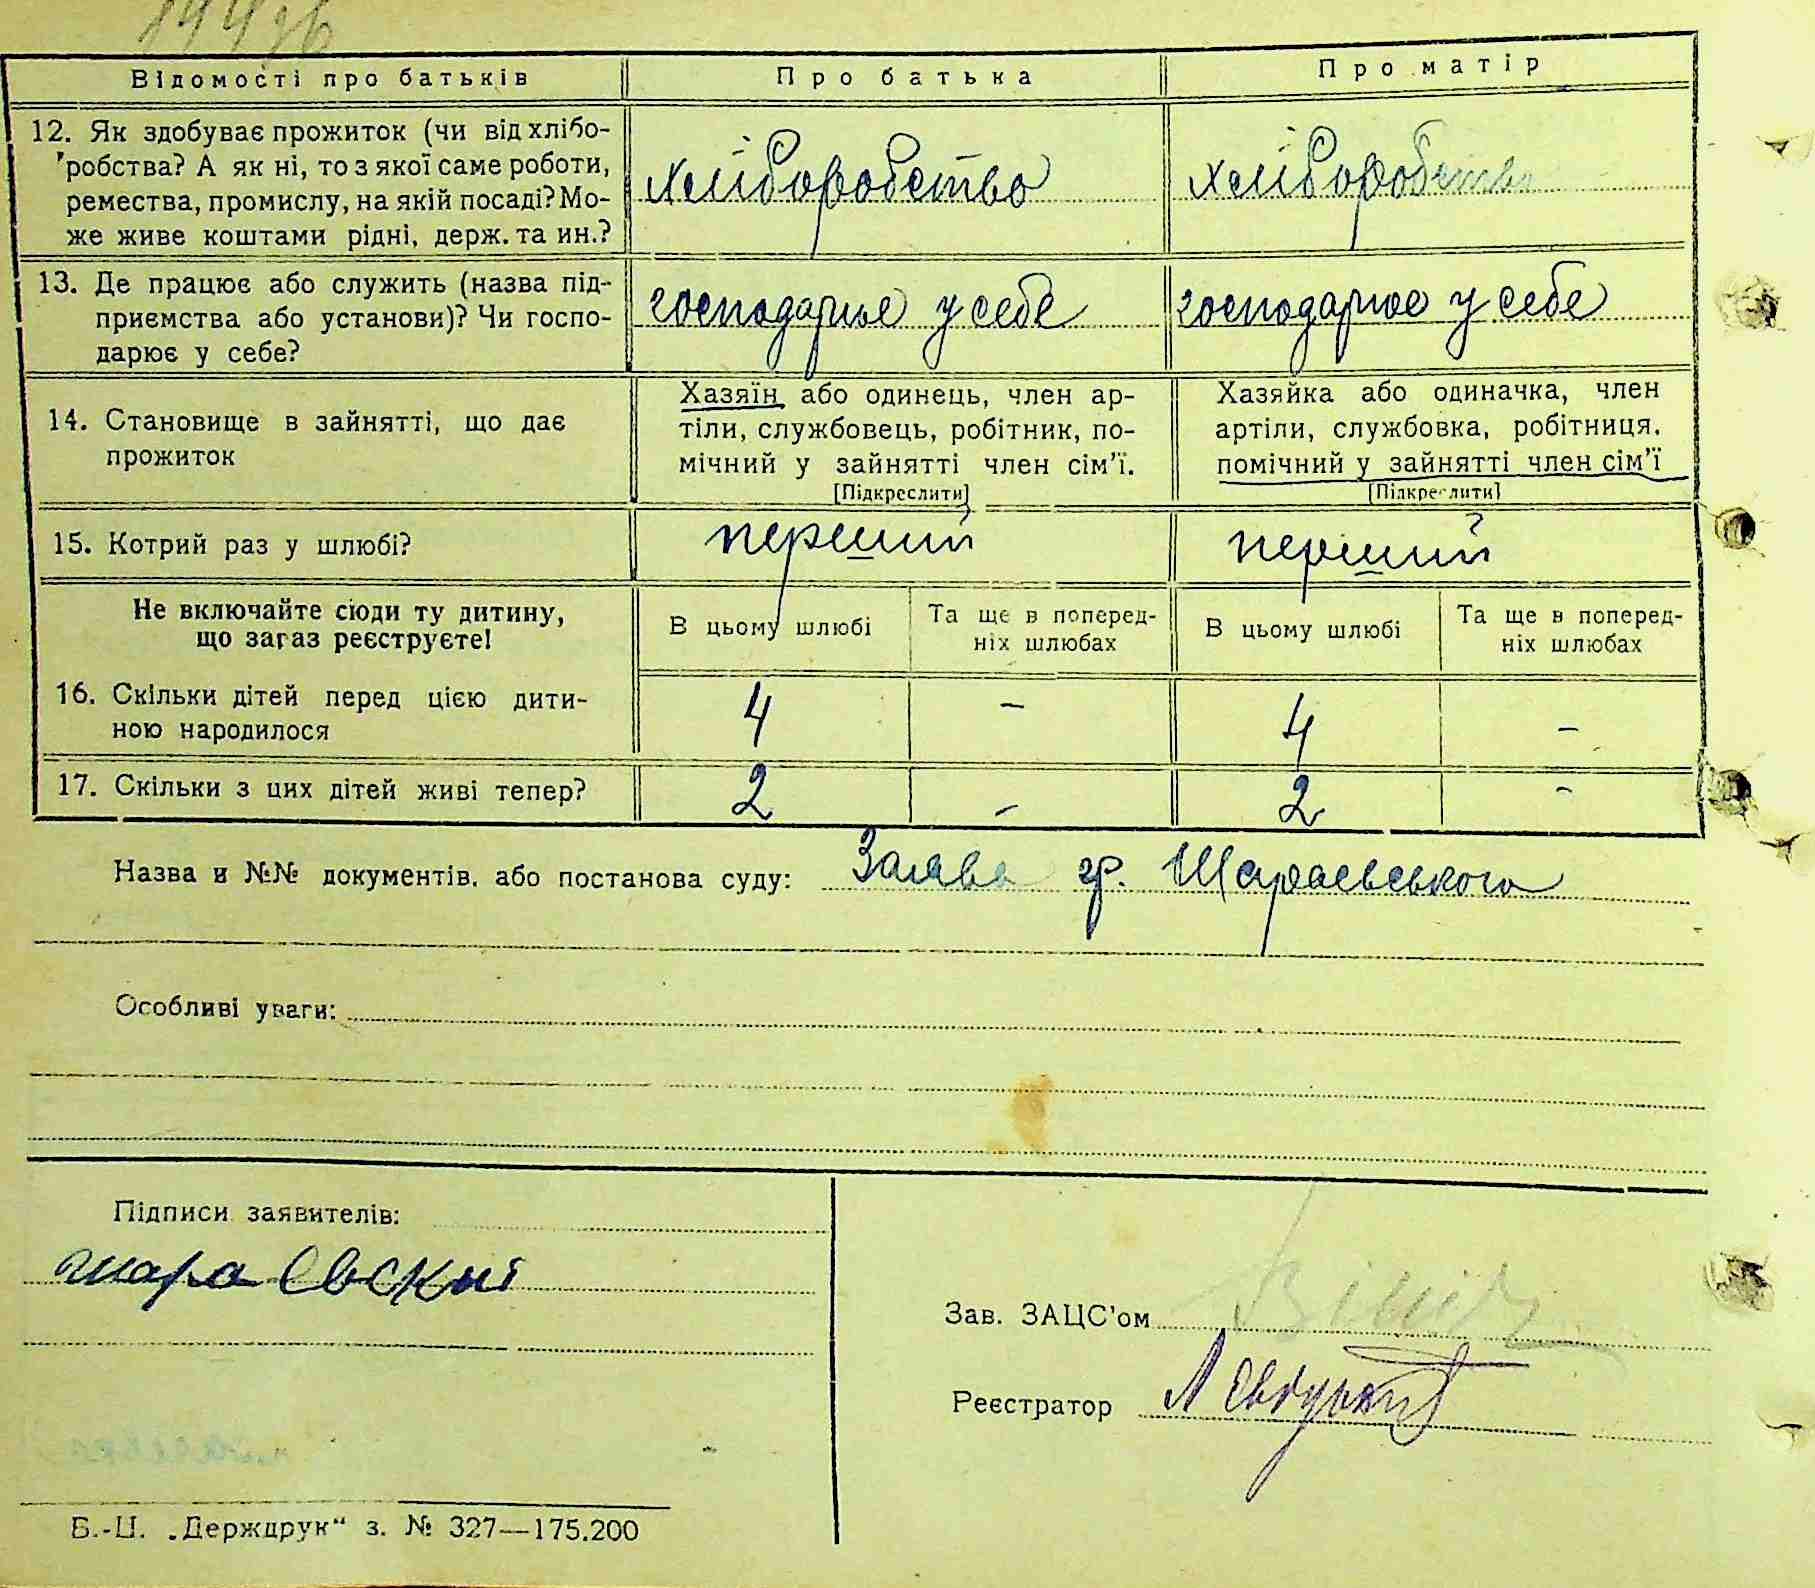 Відомості про батьків Про батька Про матір
12. Як здобуває прожиток (чи від хлібо-
робства? А як ні, то з якої саме роботи,
ремества, промислу, на якій посаді? Мо-
же живе коштами рідні, держ. та ин.?
хліборобство хліборобство
13. Де працює або служить (назва під-
приємства або установи)? Чи госпо-
дарює у себе?
господарює у себе господарює у себе
14. Становище в зайнятті, що дає
прожиток
Хазяїн або одинець, член ар-
тіли, службовець, робітник, по-
мічний у зайнятті член сім'ї.
[Підкреслити]
Хазяйка або одиначка, член
артіли, службовка, робітниця,
помічний у зайнятті член сім'ї
[Підкреслити]
15. Котрий раз у шлюбі? перший перший
Не включайте сюди ту дитину,
що зараз реєструєте!
В цьому шлюбі
Та ще в поперед-
ніх шлюбах
В цьому шлюбі
Та ще в поперед-
ніх шлюбах
16. Скільки дітей перед цією дити-
ною народилося
4 - 4 -
17. Скільки з цих дітей живі тепер? 2 - 2 -
Назва и №№ документів, або постанова суду: Заява гр. Шараєвського
Особливі уваги:
Підписи заявителів:
шараевский
Зав. ЗАЦС'ом
Реєстратор
Б.-Ц. „Держдрук“ з. № 327—175.200